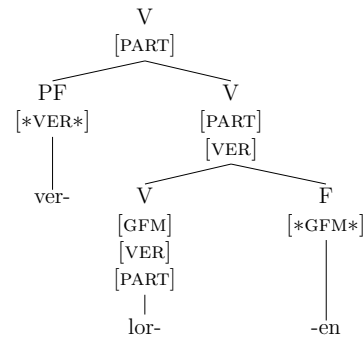 V
[PART]
PF V
[*VER*] [PART]
[VER]
ver- V F
[GFM] [*GFM*]
[VER]
[PART]
lor- -en